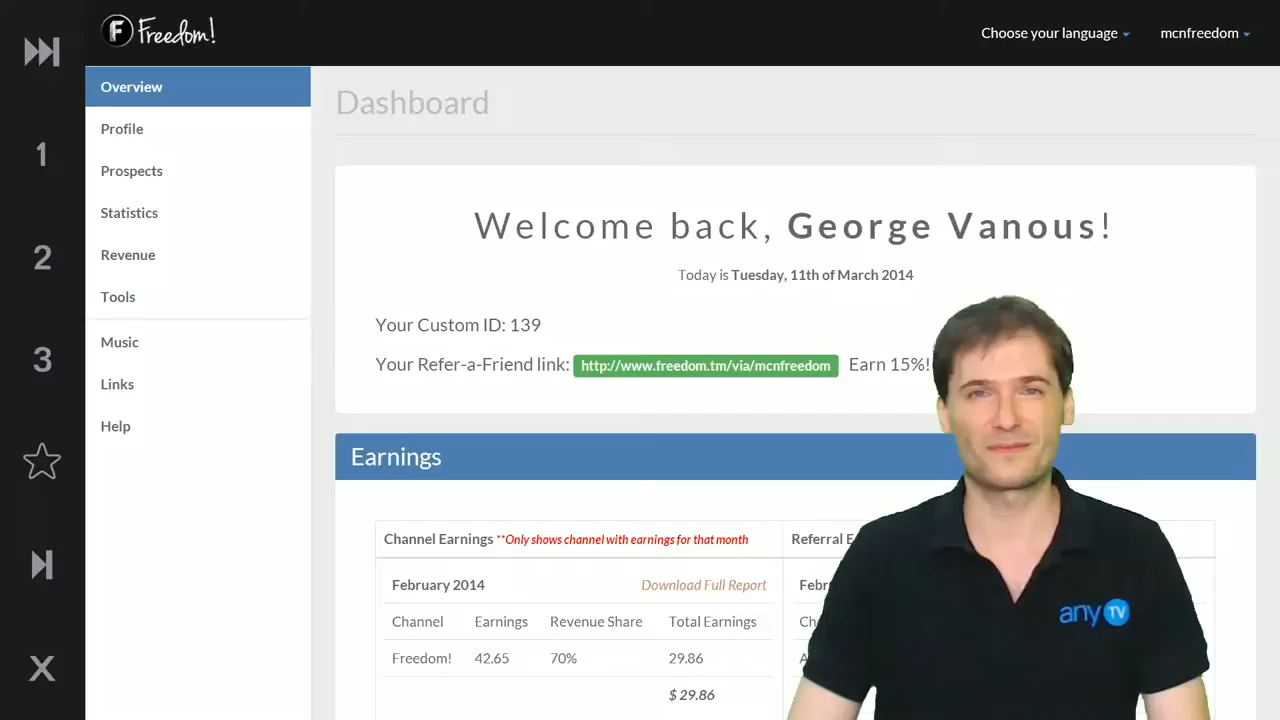 Freedom!
Choose your language
mcnfreedom
1
2
3
X
Overview
Profile
Prospects
Statistics
Revenue
Tools
Music
Links
Help
Dashboard
Welcome back, George Vanous!
Today is Tuesday, 11th of March 2014
Your Custom ID: 139
Your Refer-a-Friend link: http://www.freedom.tm/via/mcnfreedom Earn 15%!
Earnings
Channel Earnings **Only shows channel with earnings for that month
February 2014 Download Full Report
Channel Earnings Revenue Share Total Earnings
Freedom! 42.65 70% 29.86
$ 29.86
Referral
any TV